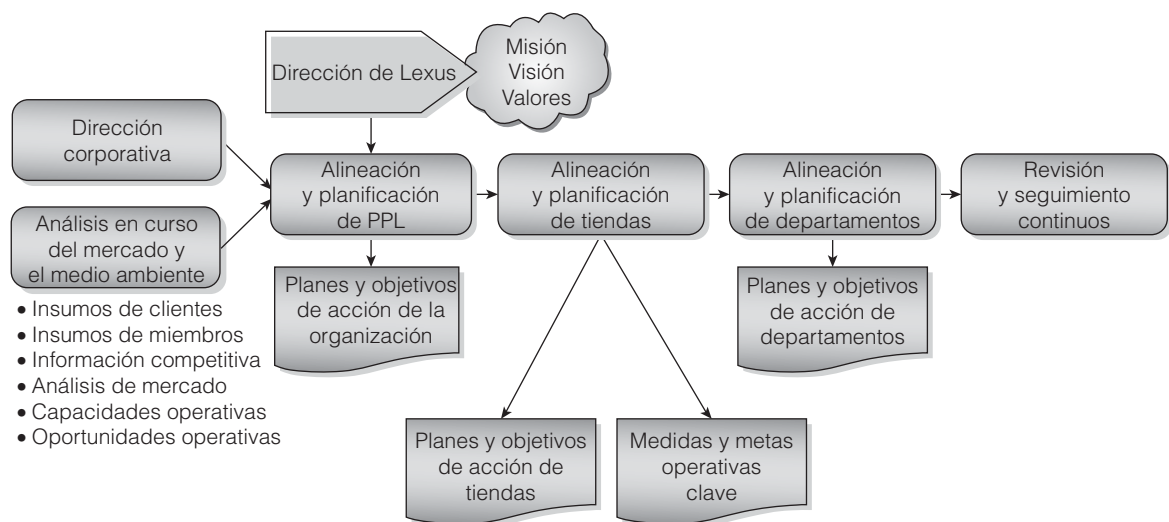 Dirección de Lexus
Misión
Visión
Valores
Dirección
corporativa
Análisis en curso
del mercado y
el medio ambiente
• Insumos de clientes
• Insumos de miembros
• Información competitiva
• Análisis de mercado
• Capacidades operativas
• Oportunidades operativas
Alineación
y planificación
de PPL
Alineación
y planificación
de tiendas
Alineación
y planificación
de departamentos
Revisión
y seguimiento
continuos
Planes y objetivos
de acción de la
organización
Planes y objetivos
de acción de
departamentos
Planes y objetivos
de acción de
tiendas
Medidas y metas
operativas
clave